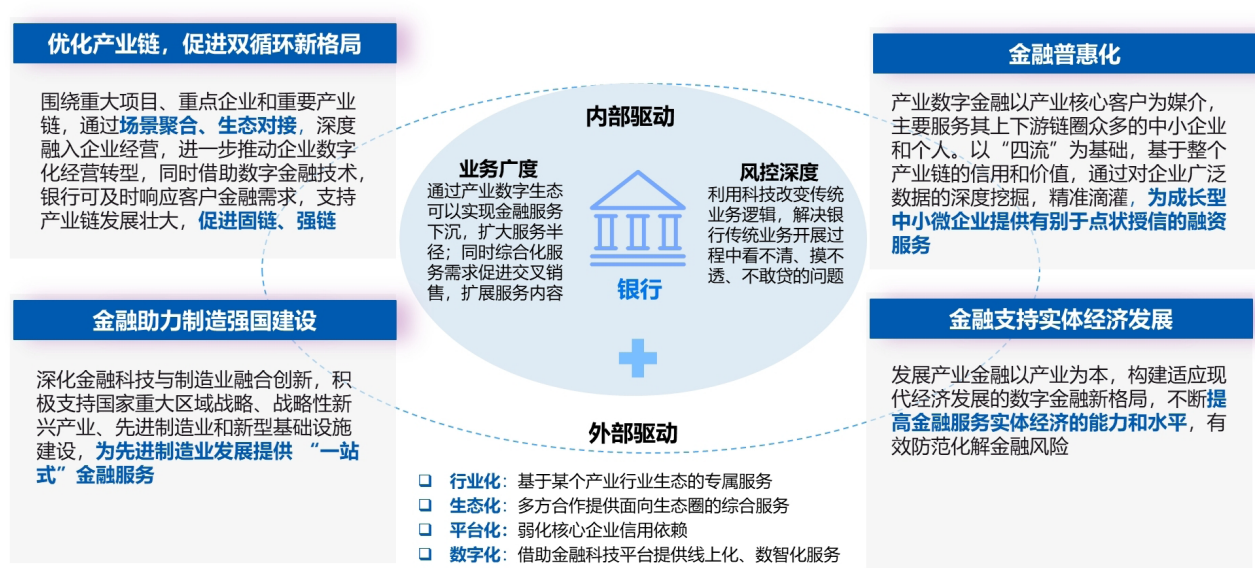 优化产业链，促进双循环新格局
围绕重大项目、重点企业和重要产业
链，通过场景聚合、生态对接，深度
融入企业经营，进一步推动企业数字
化经营转型，同时借助数字金融技术，
银行可及时响应客户金融需求，支持
产业链发展壮大，促进固链、强链
金融助力制造强国建设
深化金融科技与制造业融合创新，积
极支持国家重大区域战略、战略性新
兴产业、先进制造业和新型基础设施
建设，为先进制造业发展提供 “一站
式”金融服务
内部驱动
业务广度
通过产业数字生态
可以实现金融服务
下沉，扩大服务半
径；同时综合化服
务需求促进交叉销
售，扩展服务内容
银行
风控深度
利用科技改变传统
业务逻辑，解决银
行传统业务开展过
程中看不清、摸不
透、不敢贷的问题
外部驱动
行业化：基于某个产业行业生态的专属服务
生态化：多方合作提供面向生态圈的综合服务
平台化：弱化核心企业信用依赖
数字化：借助金融科技平台提供线上化、数智化服务
金融普惠化
产业数字金融以产业核心客户为媒介，
主要服务其上下游链圈众多的中小企业
和个人。以“四流”为基础，基于整个
产业链的信用和价值，通过对企业广泛
数据的深度挖掘，精准滴灌，为成长型
中小微企业提供有别于点状授信的融资
服务
金融支持实体经济发展
发展产业金融以产业为本，构建适应现
代经济发展的数字金融新格局，不断提
高金融服务实体经济的能力和水平，有
效防范化解金融风险